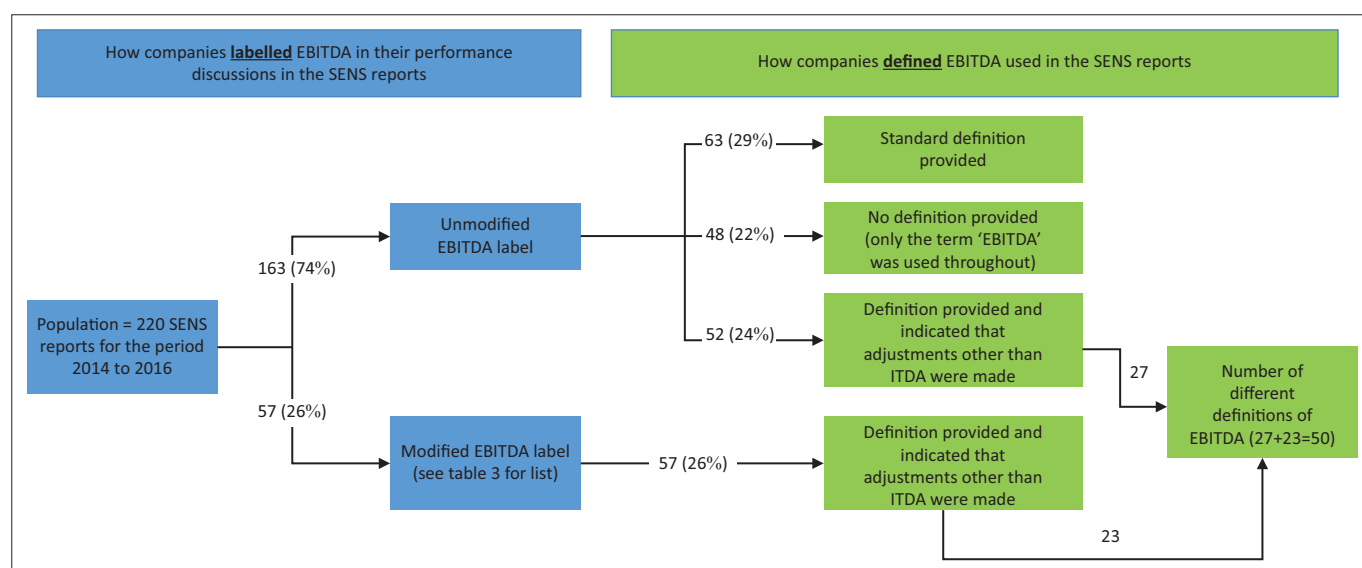 How companies labelled EBITDA in their performance
discussions in the SENS reports
How companies defined EBITDA used in the SENS reports
63 (29%)
Standard definition
provided
Unmodified
EBITDA label
48 (22%)
No definition provided
(only the term ‘EBITDA’
was used throughout)
163 (74%)
Population = 220 SENS
reports for the period
2014 to 2016
52 (24%)
Definition provided and
indicated that
adjustments other than
ITDA were made
27
Number of
different
definitions of
EBITDA (27+23=50)
57 (26%)
Modified EBITDA label
(see table 3 for list)
57 (26%)
Definition provided and
indicated that
adjustments other than
ITDA were made
23